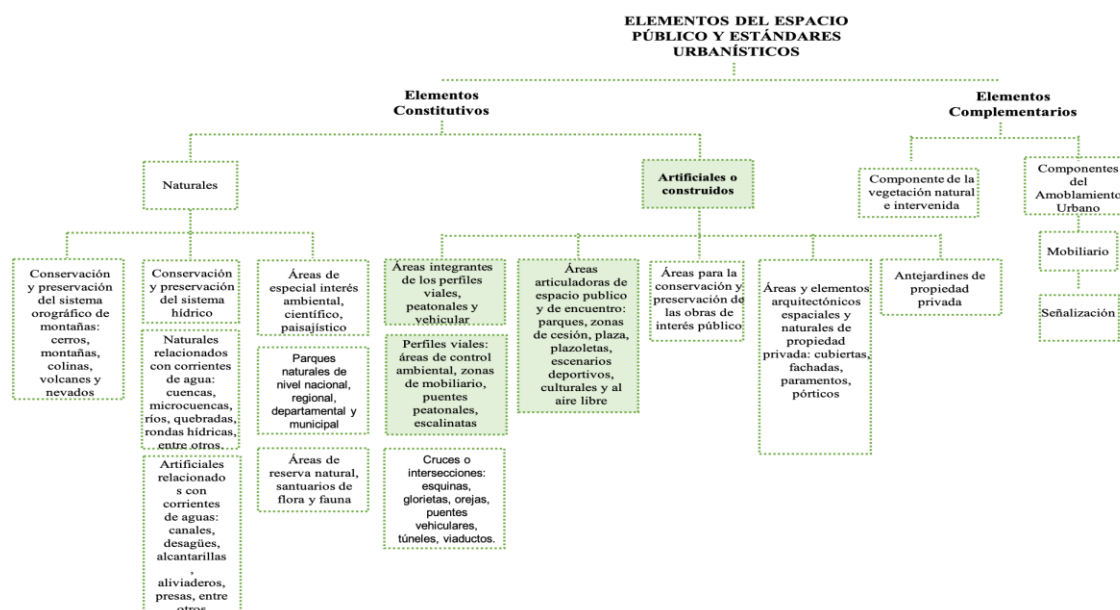 ELEMENTOS DEL ESPACIO
PÚBLICO Y ESTÁNDARES
URBANÍSTICOS
Elementos
Constitutivos
Elementos
Complementarios
Naturales
Artificiales o
construidos
Componente de la
vegetación natural
e intervenida
Componentes
del
Amoblamiento
Urbano
Conservación
y preservación
del sistema
orográfico de
montañas:
cerros,
montañas,
colinas,
volcanes y
nevados
Conservación
y preservación
del sistema
hídrico
Naturales
relacionados
con corrientes
de agua:
cuencas,
microcuencas,
ríos, quebradas,
rondas hídricas,
entre otros.
Artificiales
relacionado
s con
corrientes
de aguas:
canales,
desagües,
alcantarillas
,
aliviaderos,
presas, entre
otros
Áreas de
especial interés
ambiental,
científico,
paisajístico
Parques
naturales de
nivel nacional,
regional,
departamental y
municipal
Áreas de
reserva natural,
santuarios de
flora y fauna
Áreas integrantes
de los perfiles
viales,
peatonales y
vehicular
Perfiles viales:
áreas de control
ambiental, zonas
de mobiliario,
puentes
peatonales,
escalinatas
Cruces o
intersecciones:
esquinas,
glorietas, orejas,
puentes
vehiculares,
túneles, viaductos.
Áreas
articuladoras de
espacio publico
y de encuentro:
parques, zonas
de cesión, plaza,
plazoletas,
escenarios
deportivos,
culturales y al
aire libre
Áreas para la
conservación y
preservación de
las obras de
interés público
Áreas y elementos
arquitectónicos
espaciales y
naturales de
propiedad
privada: cubiertas,
fachadas,
paramentos,
pórticos
Antejardines de
propiedad
privada
Mobiliario
Señalización